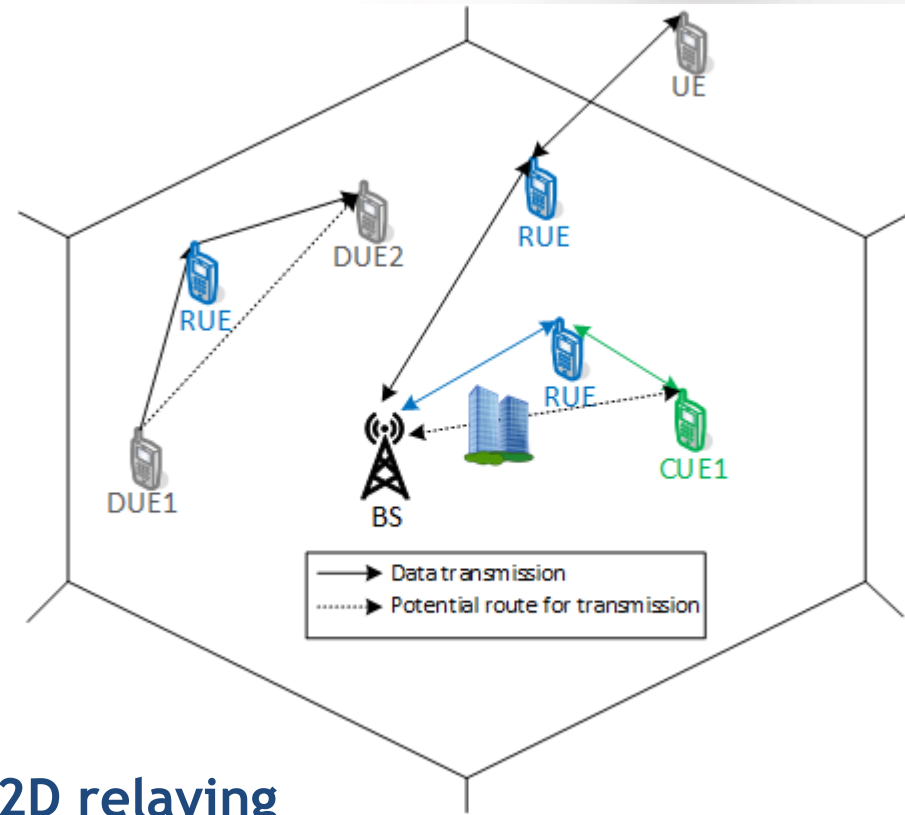 UE
RUE
DUE2
RUE
RUE
CUE1
DUE1
BS
Data transmission
Potential route for transmission
2D relaying